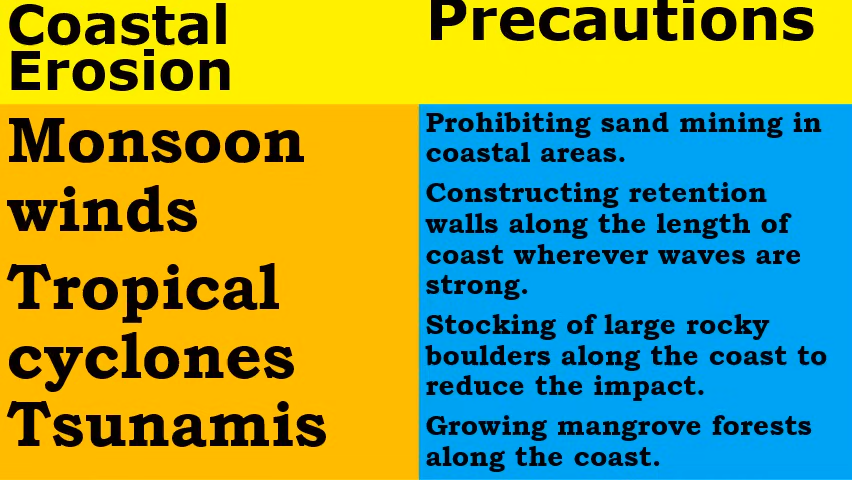 Coastal
Erosion
Precautions
Monsoon
winds
Tropical
cyclones
Tsunamis
Prohibiting sand mining in
coastal areas.
Constructing retention
walls along the length of
coast wherever waves are
strong.
Stocking of large rocky
boulders along the coast to
reduce the impact.
Growing mangrove forests
along the coast.